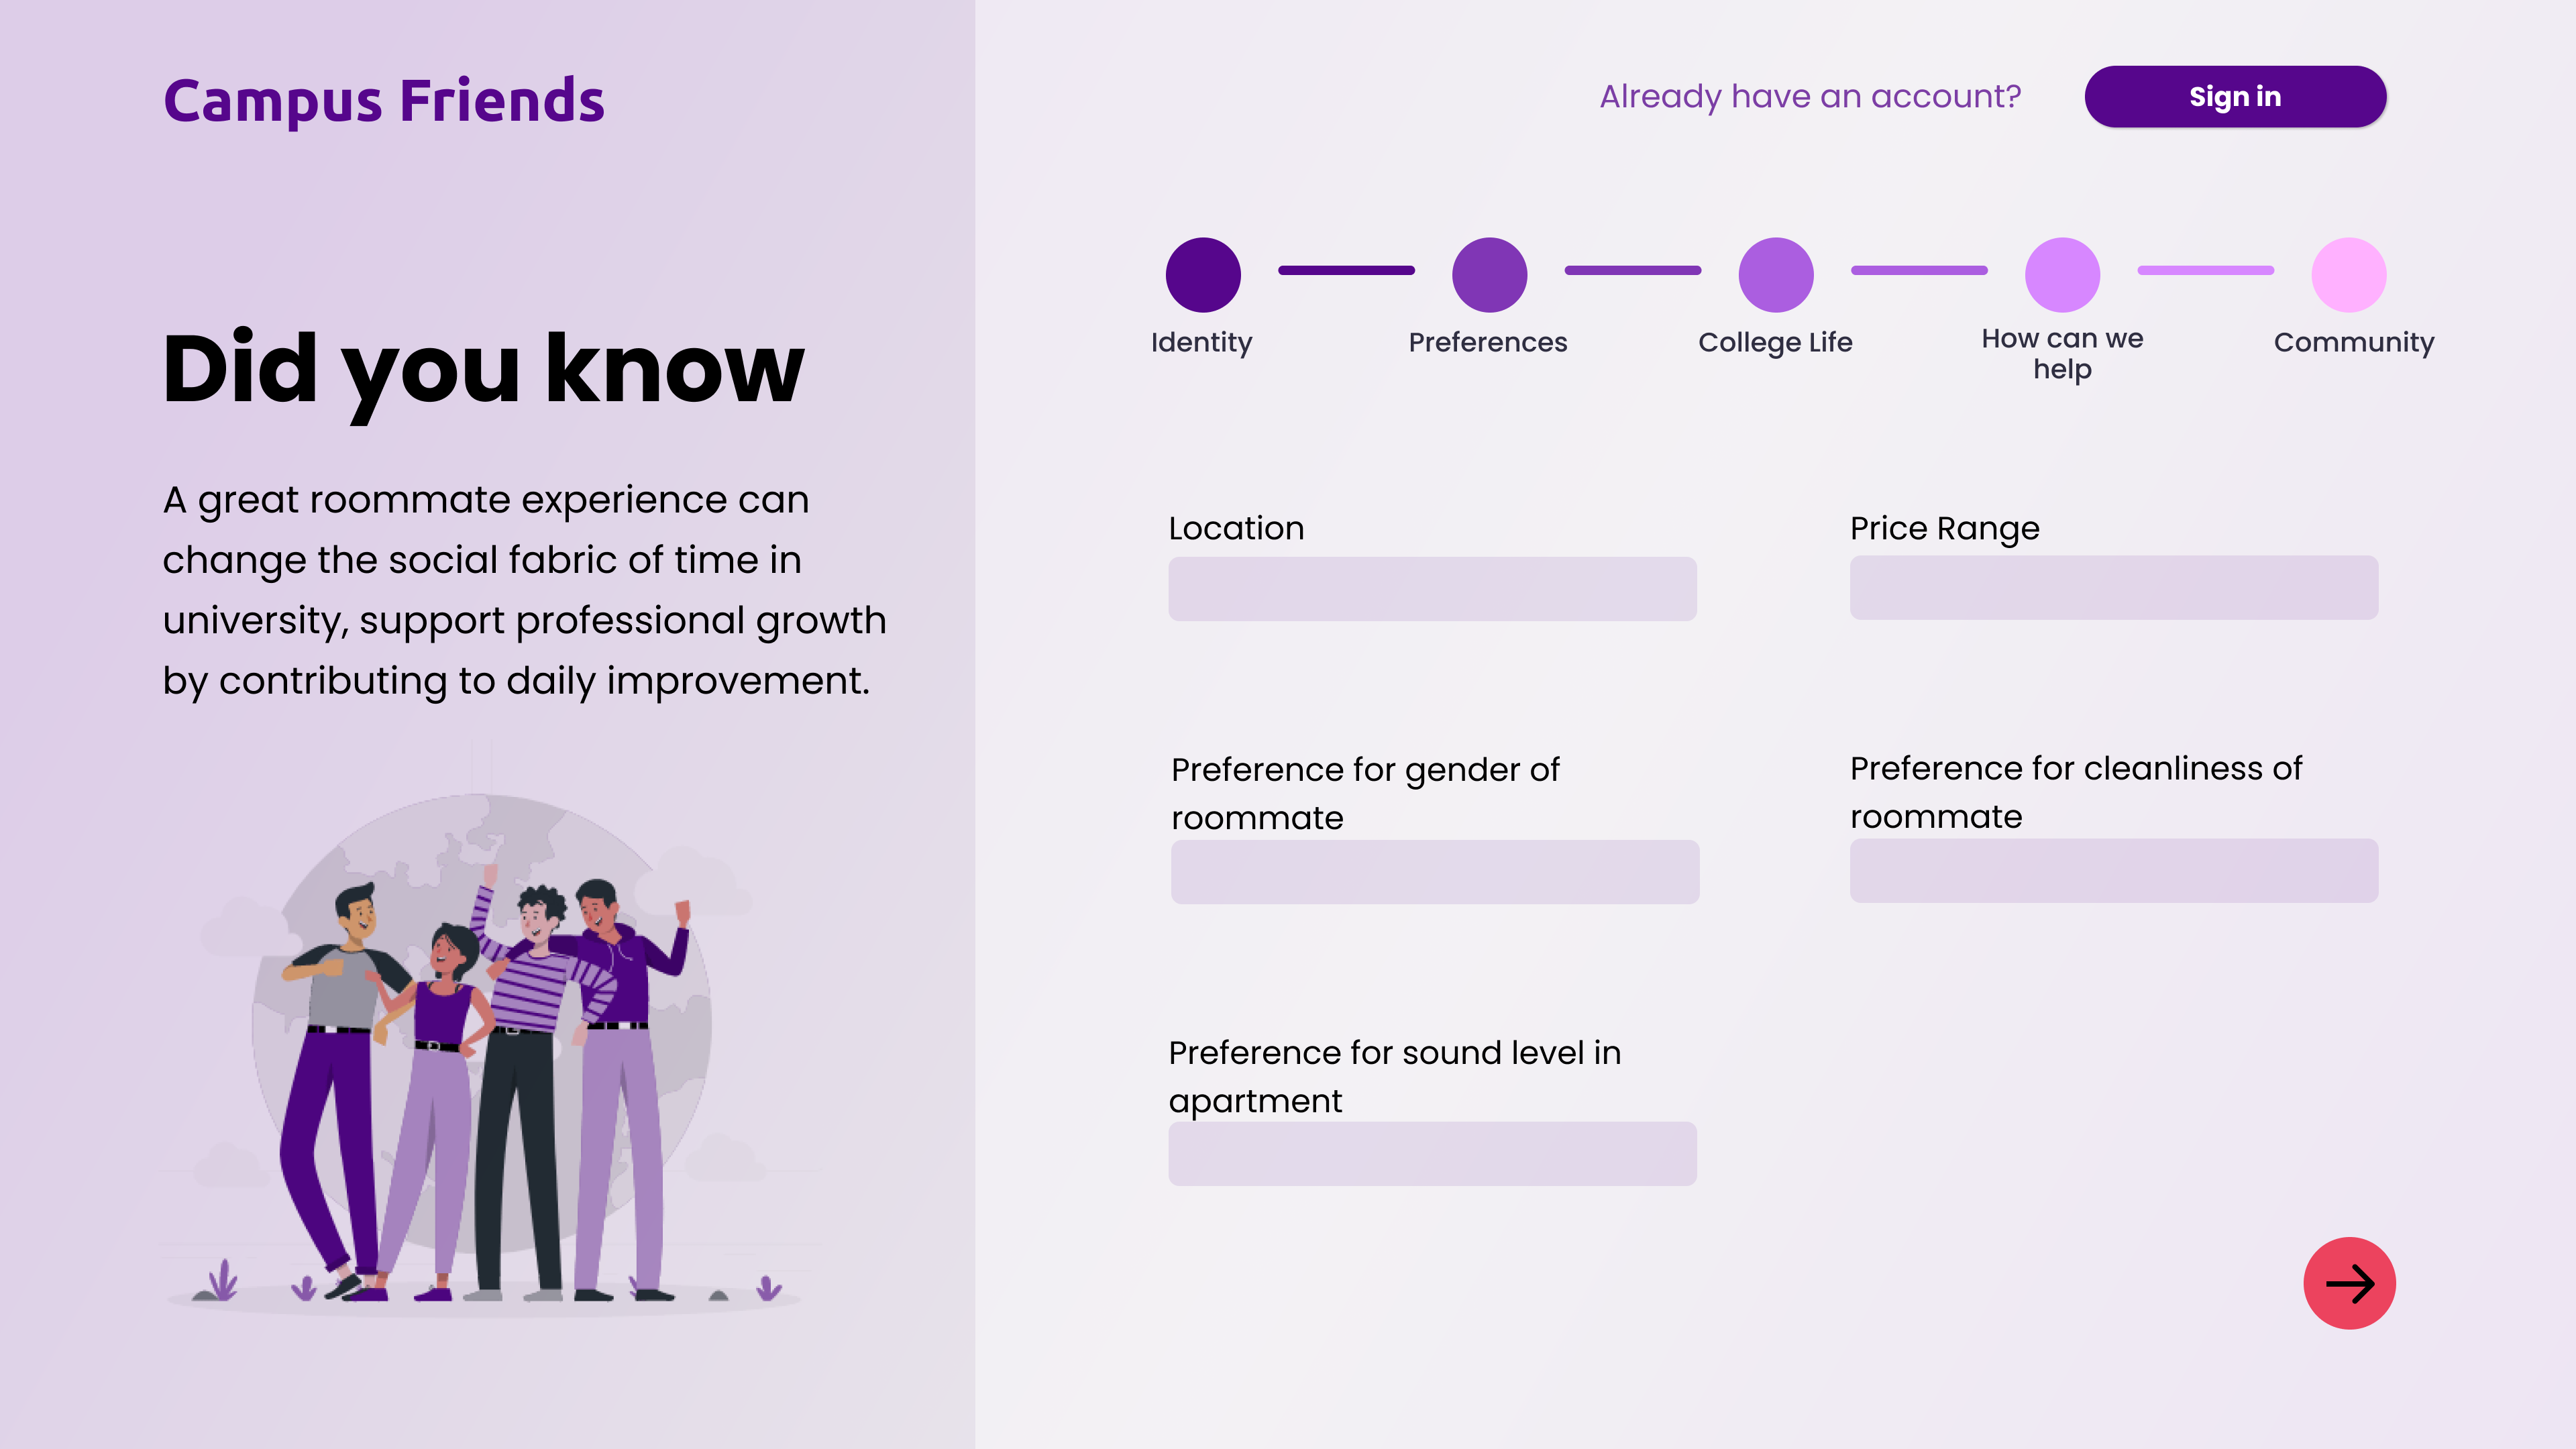 Campus Friends
Already have an account?
Sign in
Identity
Preferences
College Life
How can we
help
Community
Did you know
A great roommate experience can
change the social fabric of time in
university, support professional growth
by contributing to daily improvement.
Location
Price Range
Preference for gender of
roommate
Preference for cleanliness of
roommate
Preference for sound level in
apartment